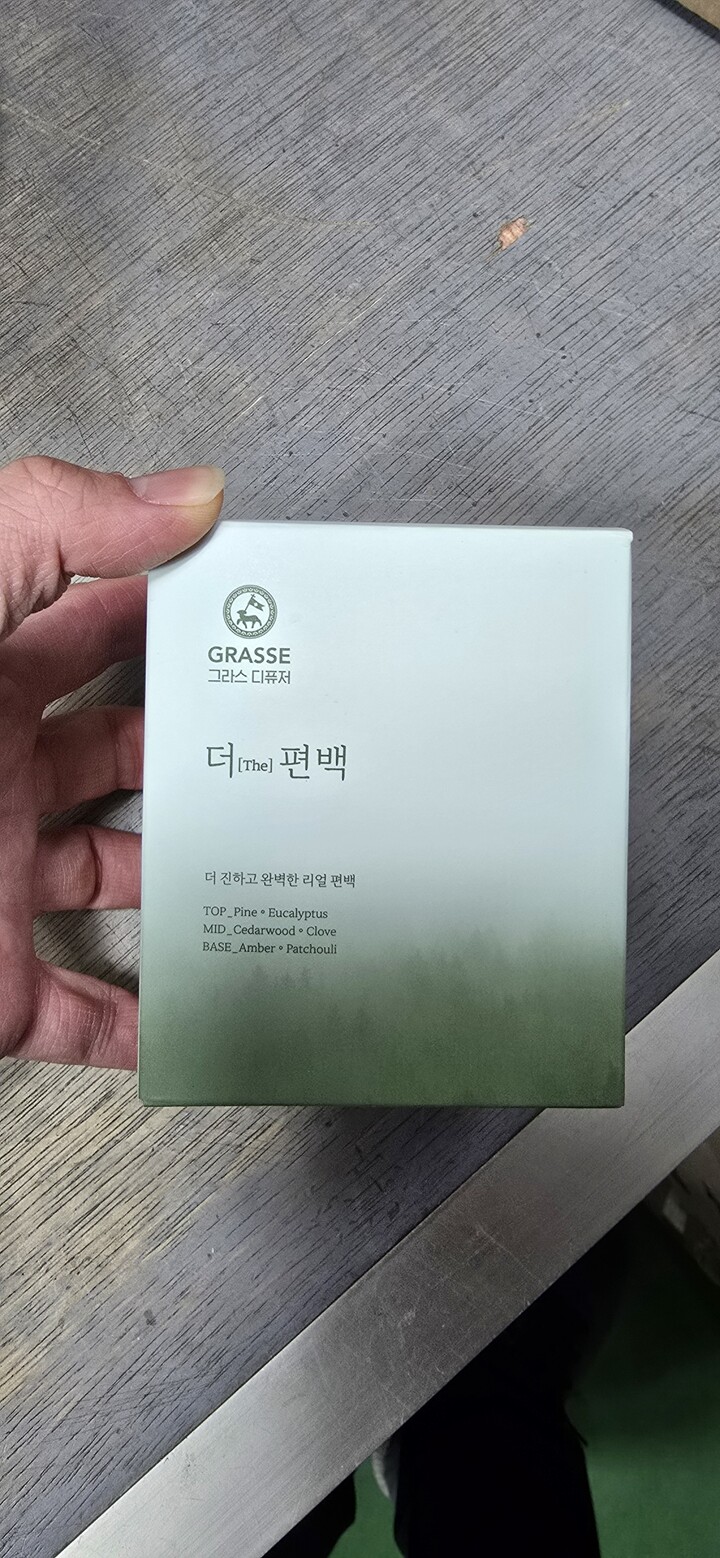 GRASSE
그라스 디퓨저
더[The] 편백
더 진하고 완벽한 리얼 편백
TOP_Pine ∘ Eucalyptus
MID_Cedarwood ∘ Clove
BASE_Amber ∘ Patchouli